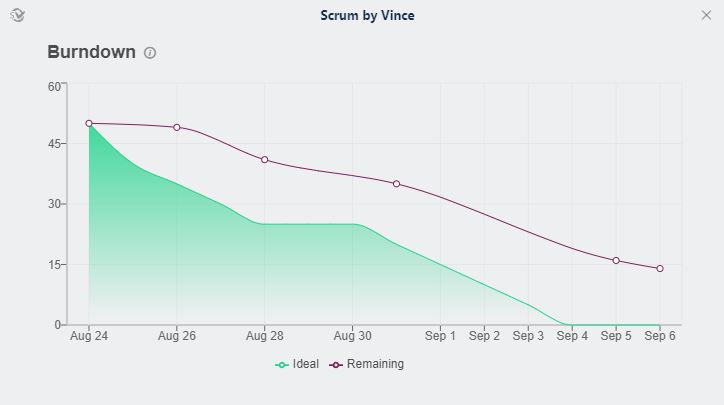 Scrum by Vince
Burndown
60
45
30
15
0
Aug 24 Aug 26 Aug 28 Aug 30 Sep 1 Sep 2 Sep 3 Sep 4 Sep 5 Sep 6
Ideal Remaining